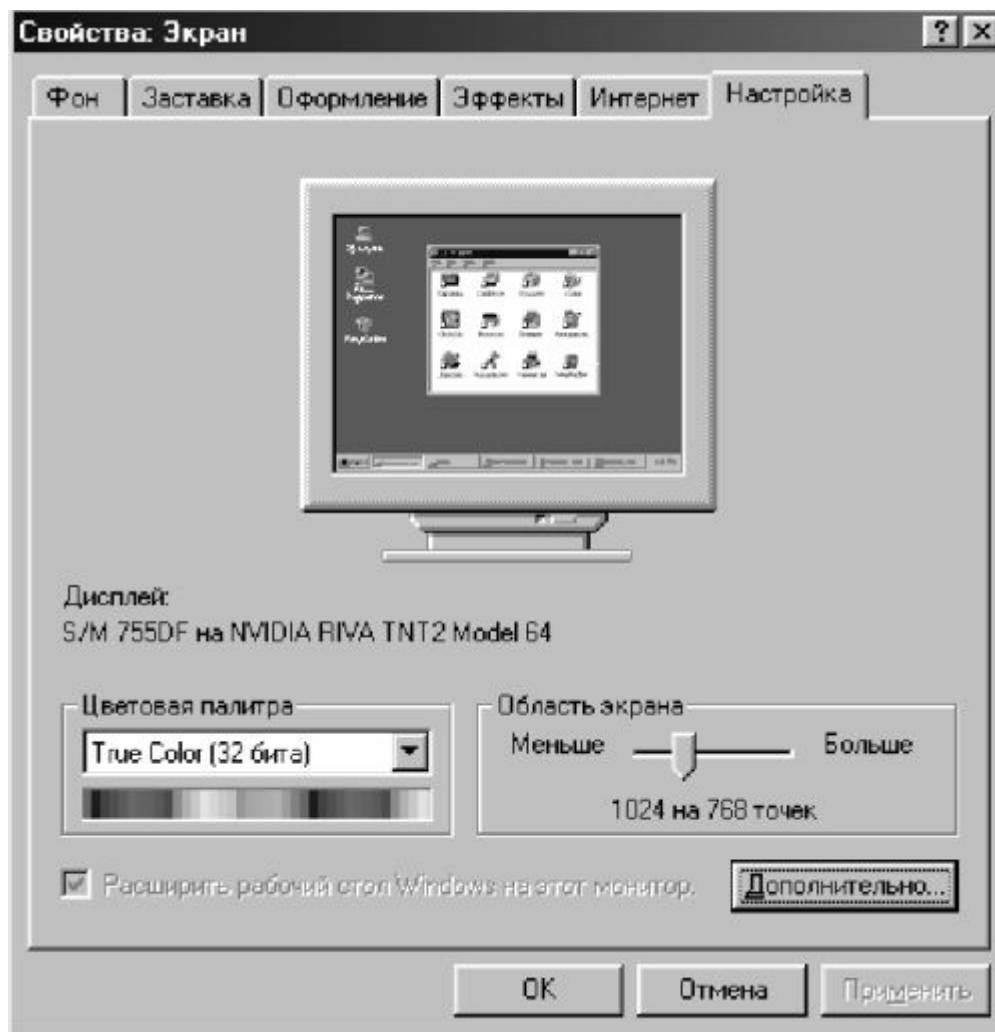 Свойства: Экран
Фон Заставка Оформление Эффекты Интернет Настройка
Дисплей:
S/M 755DF на NVIDIA RIVA TNT2 Model 64
Цветовая палитра
True Color (32 бита)
Область экрана
Меньше Больше
1024 на 768 точек
Расширить рабочий стол Windows на этот монитор.
Дополнительно...
ОК Отмена Применить